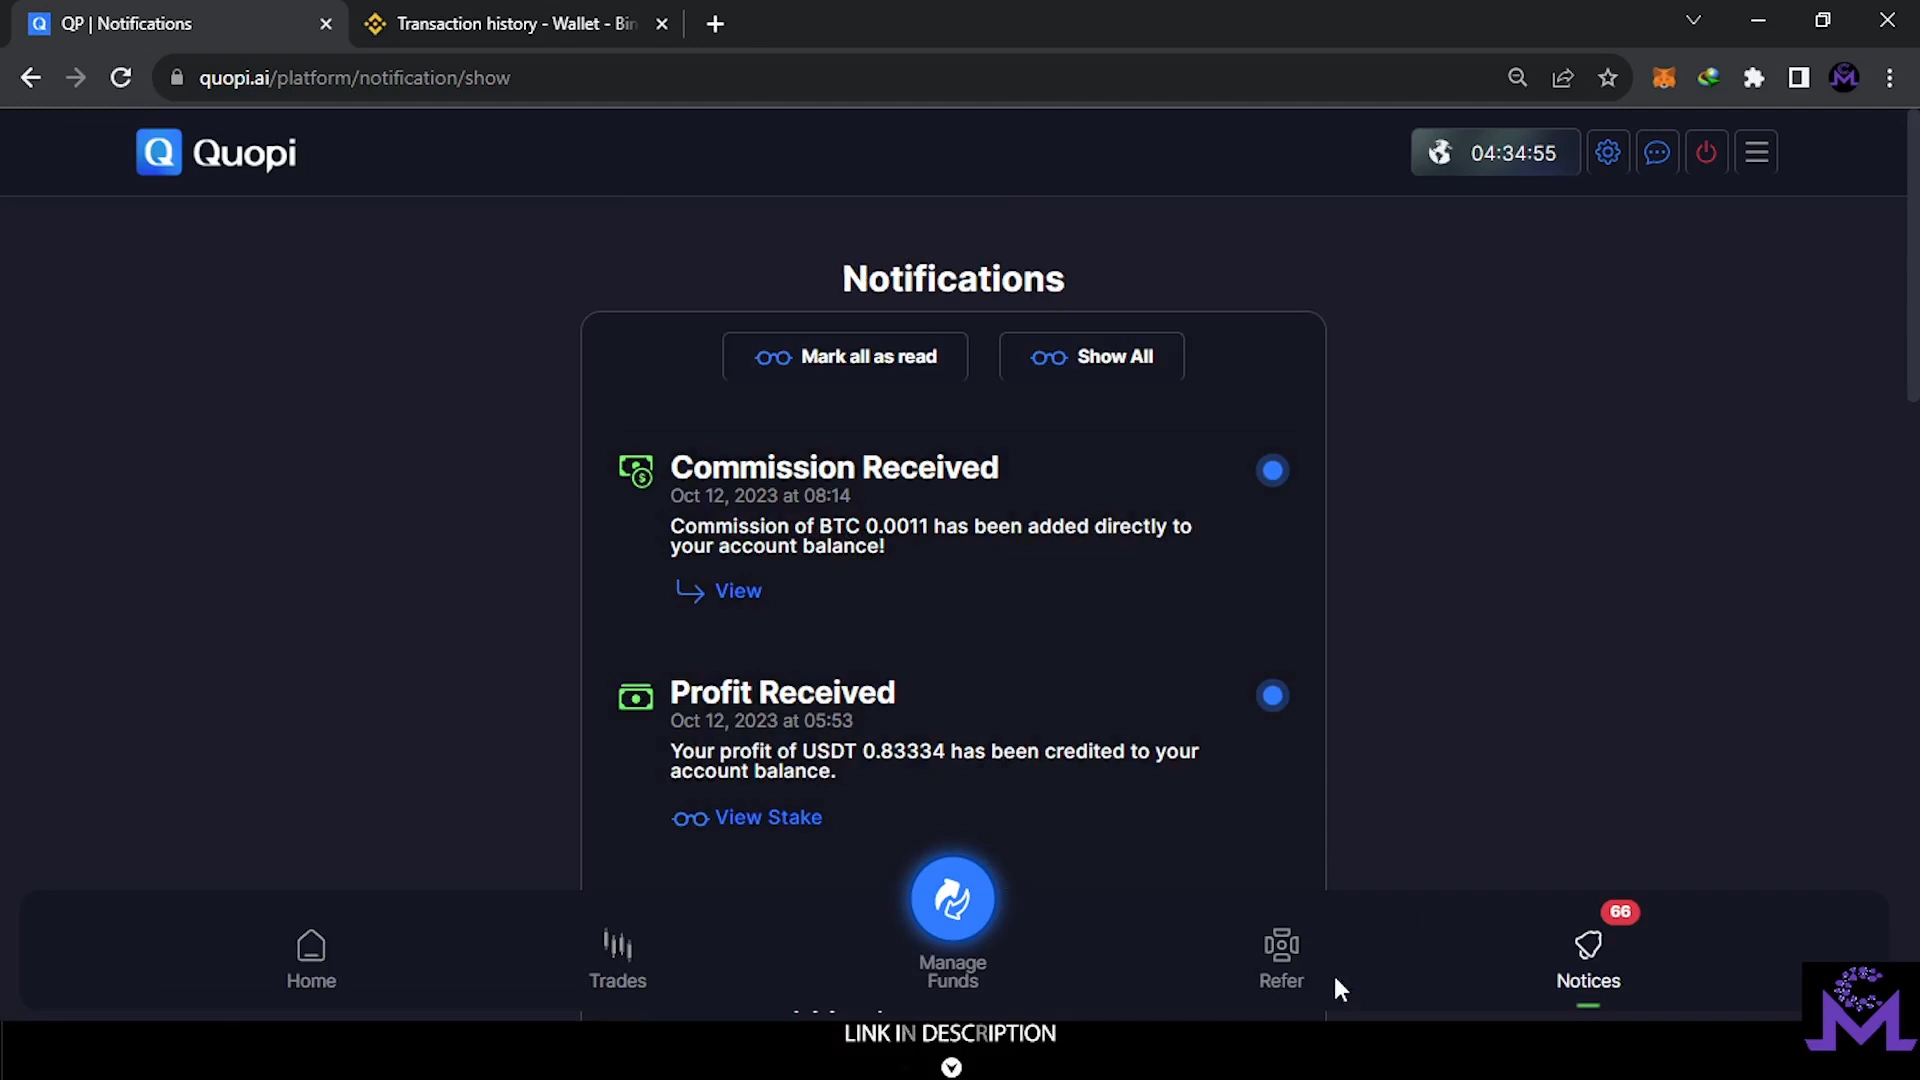 QP | Notifications
Transaction history - Wallet - Bin
quopi.ai/platform/notification/show
Quopi
04:34:55
Notifications
Mark all as read
Show All
Commission Received
Oct 12, 2023 at 08:14
Commission of BTC 0.0011 has been added directly to
your account balance!
View
Profit Received
Oct 12, 2023 at 05:53
Your profit of USDT 0.83334 has been credited to your
account balance.
View Stake
Home
Trades
Manage
Funds
Refer
66
Notices
LINK IN DESCRIPTION